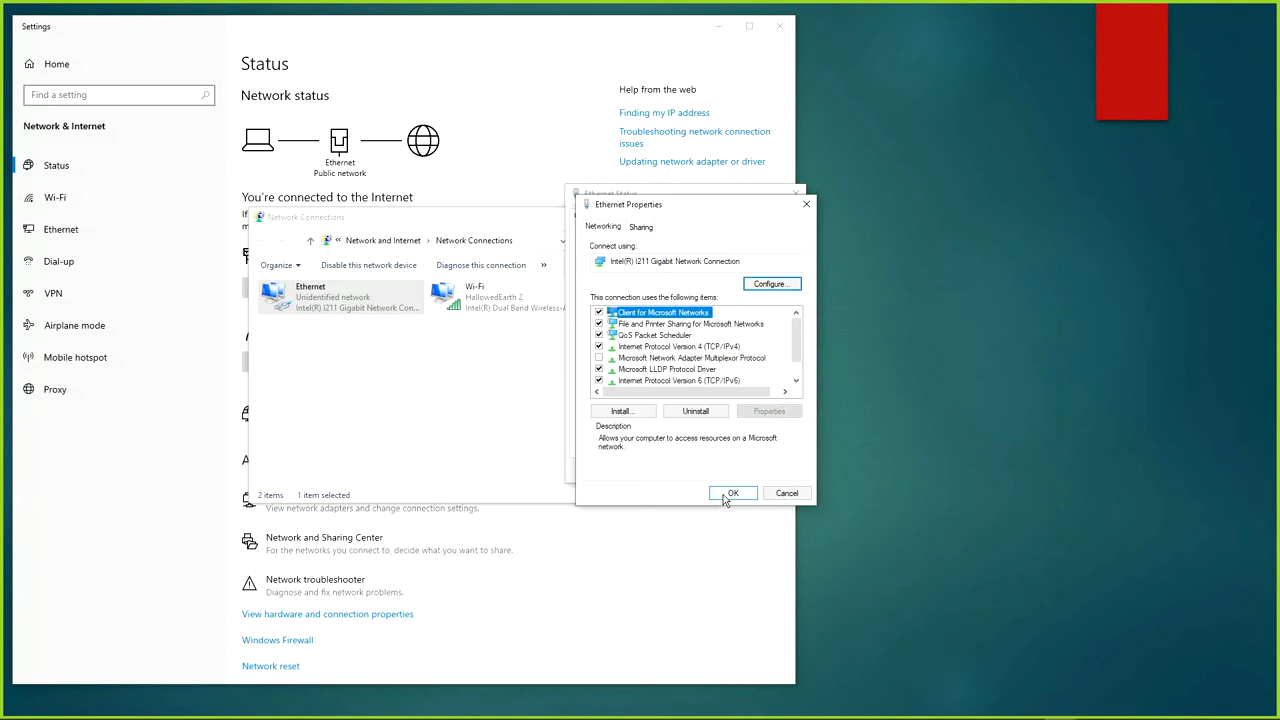 Settings
Home
Find a setting
Network & Internet
Status
Wi-Fi
Ethernet
Dial-up
VPN
Airplane mode
Mobile hotspot
Proxy
Status
Network status
Ethernet
Public network
You're connected to the Internet
Help from the web
Finding my IP address
Troubleshooting network connection
issues
Updating network adapter or driver
Network Connections
« Network and Internet › Network Connections
Organize
Disable this network device
Diagnose this connection
»
Ethernet
Unidentified network
Intel(R) I211 Gigabit Network Con...
Wi-Fi
HallowedEarth 2
Intel(R) Dual Band Wireless-A
2 items
1 item selected
View network adapters and change connection settings.
Network and Sharing Center
For the networks you connect to, decide what you want to share.
Network troubleshooter
Diagnose and fix network problems.
View hardware and connection properties
Windows Firewall
Network reset
Ethernet Status
Ethernet Properties
Networking
Sharing
Connect using:
Intel(R) I211 Gigabit Network Connection
Configure...
This connection uses the following items:
Client for Microsoft Networks
File and Printer Sharing for Microsoft Networks
QoS Packet Scheduler
Internet Protocol Version 4 (TCP/IPv4)
Microsoft Network Adapter Multiplexor Protocol
Microsoft LLDP Protocol Driver
Internet Protocol Version 6 (TCP/IPv6)
Install...
Uninstall
Properties
Description
Allows your computer to access resources on a Microsoft
network.
OK
Cancel